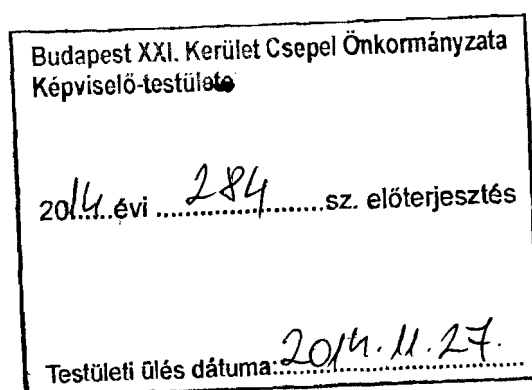 Budapest XXI. Kerület Csepel Önkormányzata
Képviselő-testülete
2014.évi 284 sz. előterjesztés
Testületi ülés dátuma: 2014.11.27.